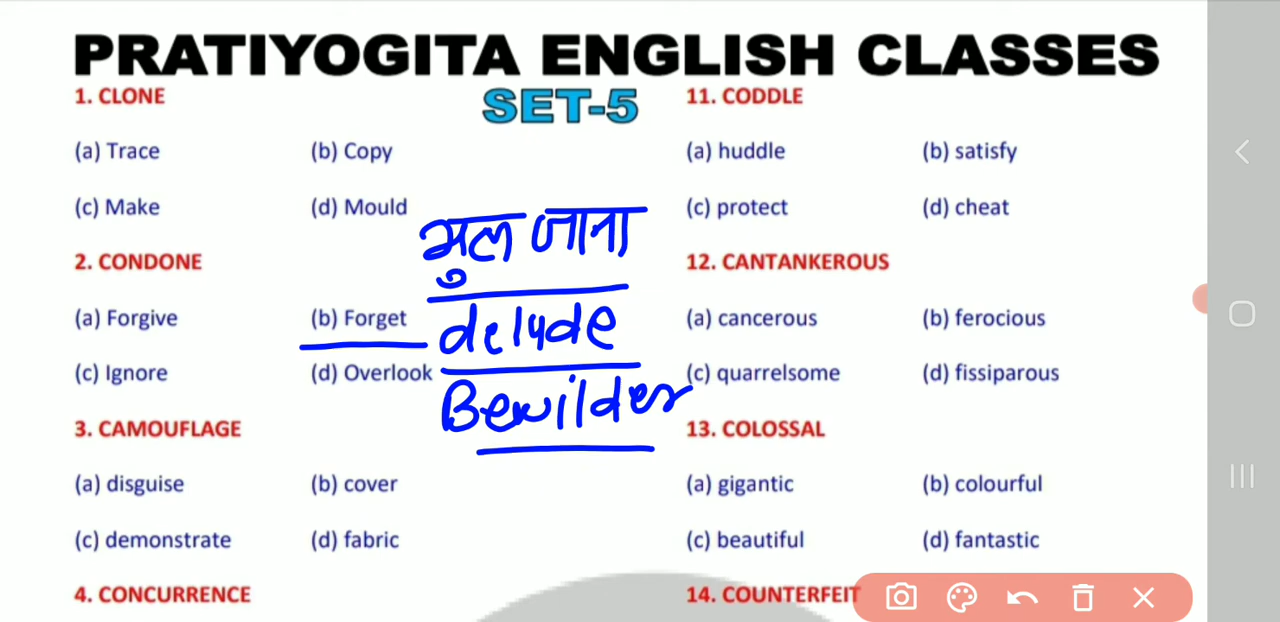 PRATIYOGITA ENGLISH CLASSES
SET-5
1. CLONE
(a) Trace (b) Copy
(c) Make (d) Mould
2. CONDONE
(a) Forgive (b) Forget
(c) Ignore (d) Overlook
3. CAMOUFLAGE
(a) disguise (b) cover
(c) demonstrate (d) fabric
4. CONCURRENCE
भुल जाना
delude
Bewilder
11. CODDLE
(a) huddle (b) satisfy
(c) protect (d) cheat
12. CANTANKEROUS
(a) cancerous (b) ferocious
(c) quarrelsome (d) fissiparous
13. COLOSSAL
(a) gigantic (b) colourful
(c) beautiful (d) fantastic
14. COUNTERFEIT